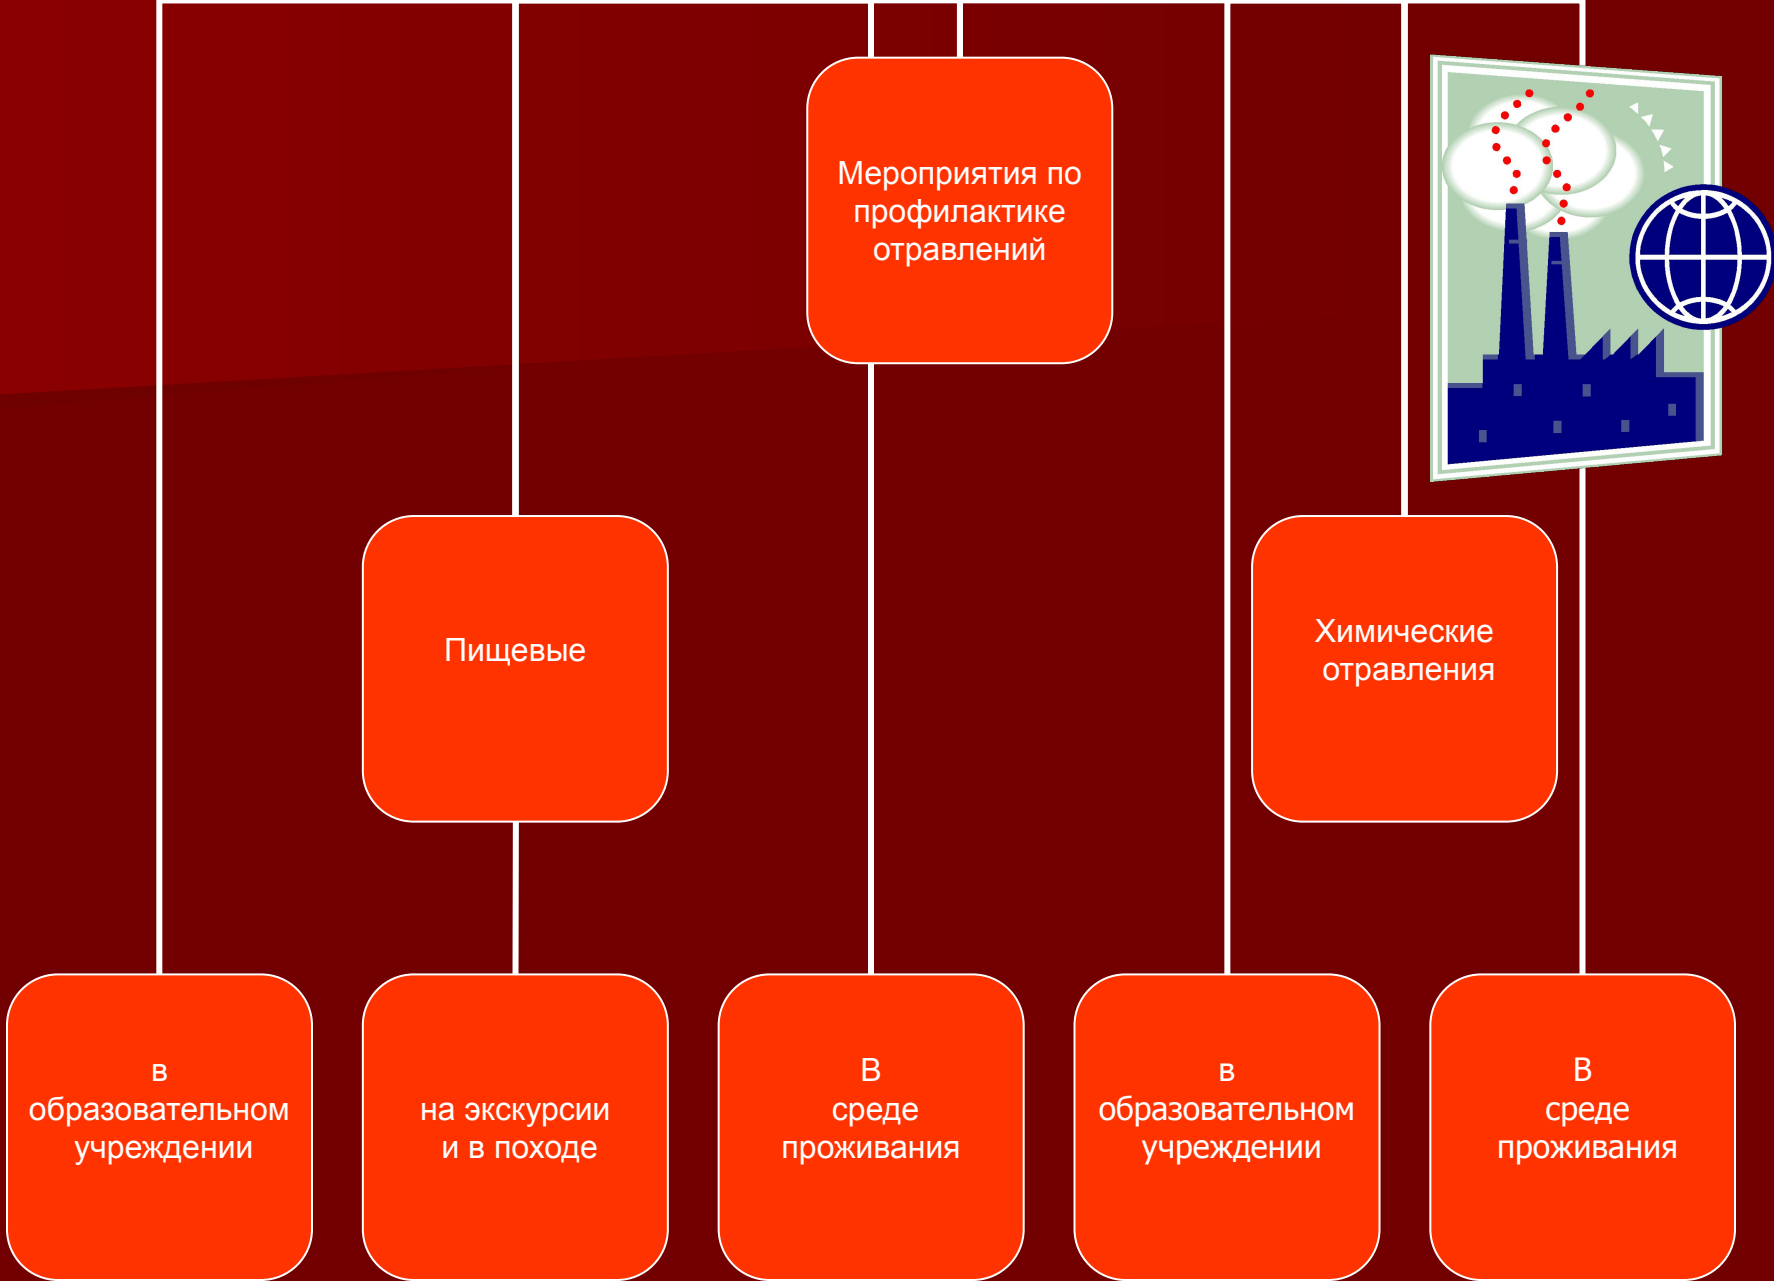 Мероприятия по
профилактике
отравлений
Пищевые
Химические
отравления
в
образовательном
учреждении
на экскурсии
и в походе
В
среде
проживания
в
образовательном
учреждении
В
среде
проживания